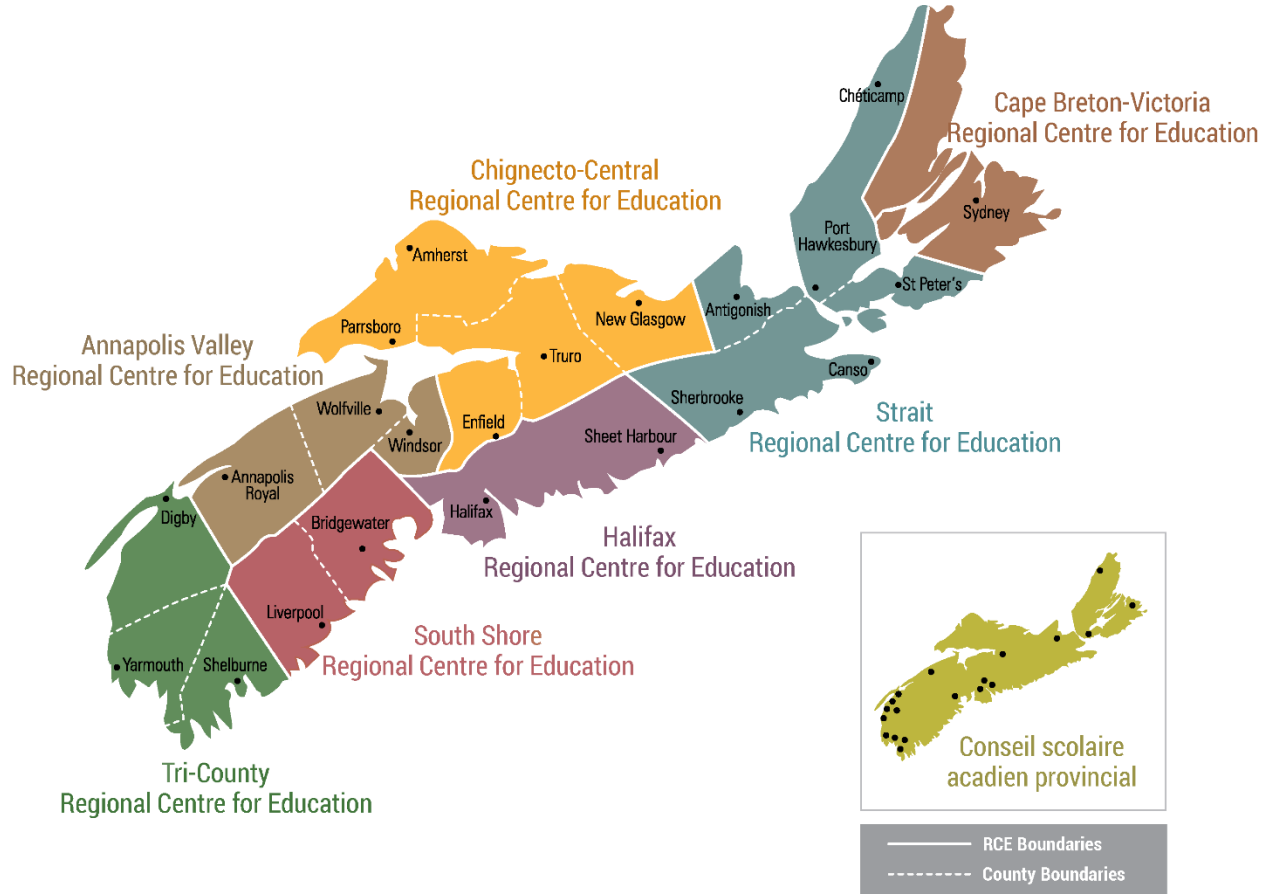 Chéticamp
Cape Breton-Victoria
Regional Centre for Education
Chignecto-Central
Regional Centre for Education
Sydney
Port
Hawkesbury
Amherst
St Peter's
Antigonish
New Glasgow
Parrsboro
Annapolis Valley
Regional Centre for Education
Truro
Canso
Sherbrooke
Wolfville
Strait
Regional Centre for Education
Enfield
Windsor
Sheet Harbour
Annapolis
Royal
Halifax
Digby
Bridgewater
Halifax
Regional Centre for Education
Liverpool
South Shore
Regional Centre for Education
Yarmouth
Shelburne
Tri-County
Regional Centre for Education
Conseil scolaire
acadien provincial
RCE Boundaries
County Boundaries